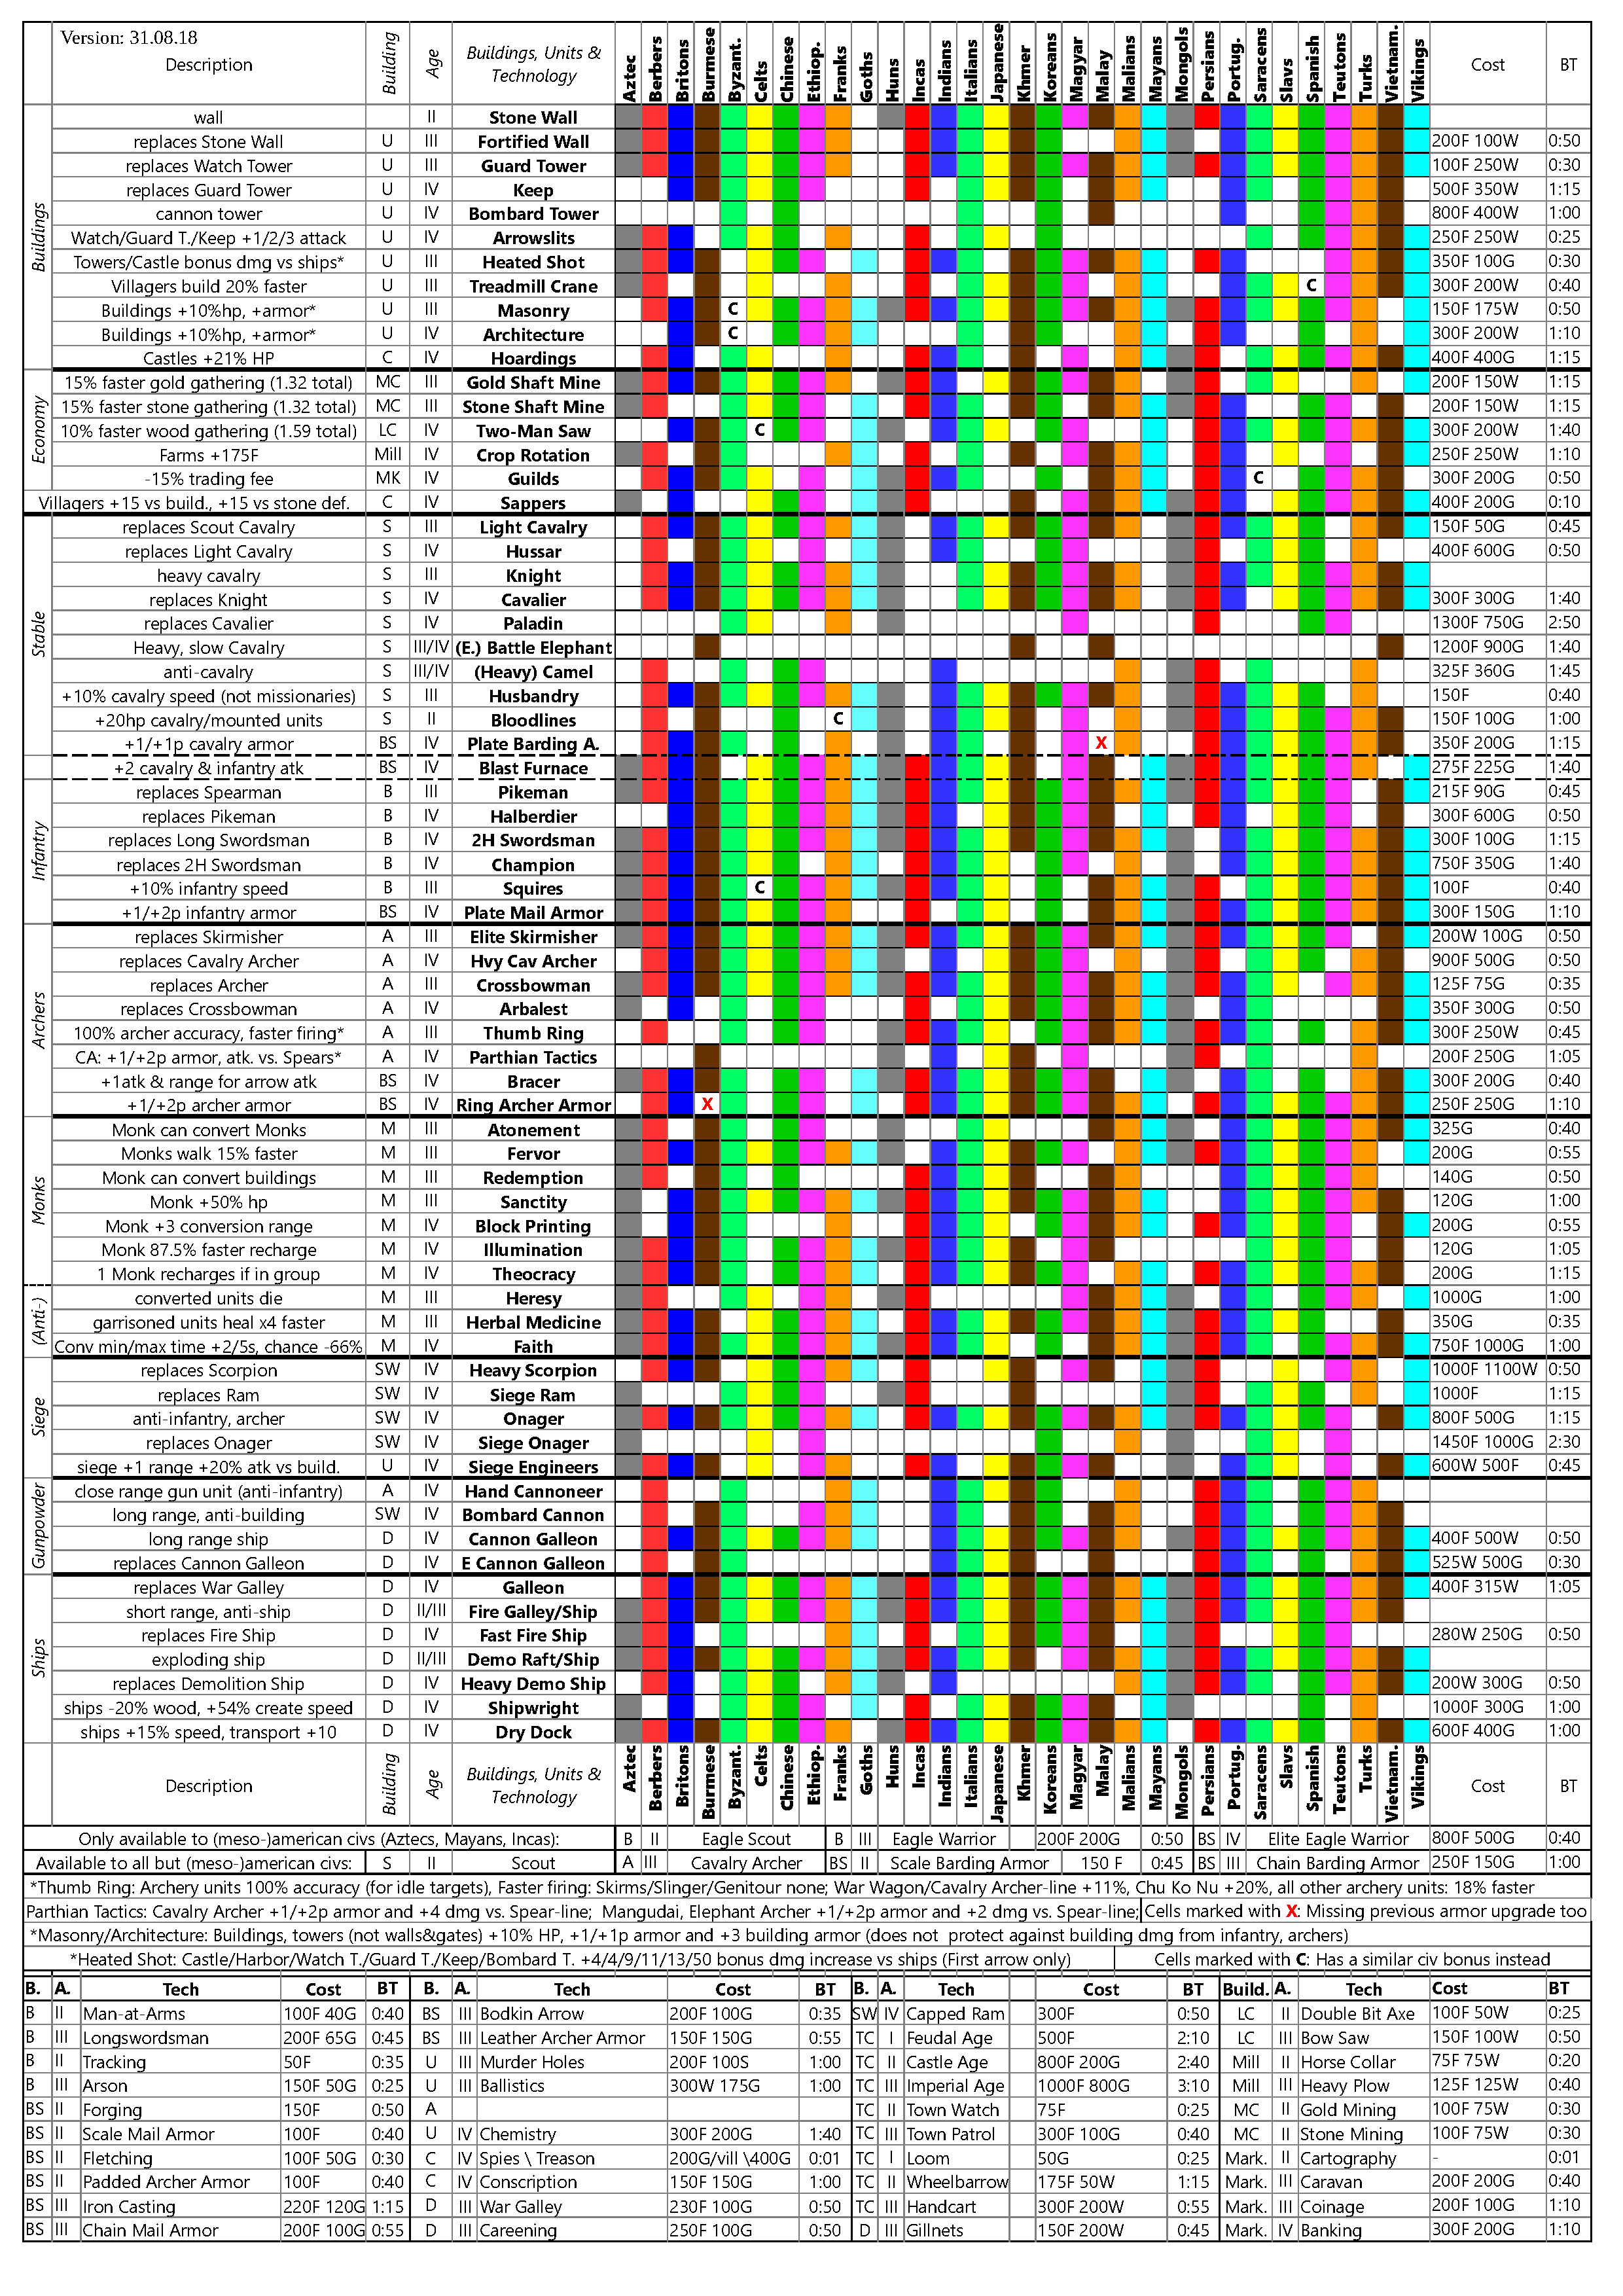 Version: 31.08.18
Description Building Age Buildings, Units & Technology Aztec Berbers Britons Burmese Byzant. Celts Chinese Ethiop. Franks Goths Huns Incas Indians Italians Japanese Khmer Koreans Magyar Malay Malians Mayans Mongols Persians Portug. Saracens Slavs Spanish Teutons Turks Vietnam. Vikings Cost BT
Buildings
wall II Stone Wall
replaces Stone Wall U III Fortified Wall 200F 100W 0:50
replaces Watch Tower U III Guard Tower 100F 250W 0:30
replaces Guard Tower U IV Keep 500F 350W 1:15
cannon tower U IV Bombard Tower 800F 400W 1:00
Watch/Guard T./Keep +1/2/3 attack U IV Arrowslits 250F 250W 0:25
Towers/Castle bonus dmg vs ships* U III Heated Shot 350F 100G 0:30
Villagers build 20% faster U III Treadmill Crane C 300F 200W 0:40
Buildings +10%hp, +armor* U III Masonry C 150F 175W 0:50
Buildings +10%hp, +armor* U IV Architecture C 300F 200W 1:10
Castles +21% HP C IV Hoardings 400F 400G 1:15
Economy
15% faster gold gathering (1.32 total) MC III Gold Shaft Mine 200F 150W 1:15
15% faster stone gathering (1.32 total) MC III Stone Shaft Mine 200F 150W 1:15
10% faster wood gathering (1.59 total) LC IV Two-Man Saw C 300F 200W 1:40
Farms +175F Mill IV Crop Rotation 250F 250W 1:10
-15% trading fee MK IV Guilds C 300F 200G 0:50
Villagers +15 vs build., +15 vs stone def. C IV Sappers 400F 200G 0:10
Stable
replaces Scout Cavalry S III Light Cavalry 150F 50G 0:45
replaces Light Cavalry S IV Hussar 400F 600G 0:50
heavy cavalry S III Knight
replaces Knight S IV Cavalier 300F 300G 1:40
replaces Cavalier S IV Paladin 1300F 750G 2:50
Heavy, slow Cavalry S III/IV (E.) Battle Elephant 1200F 900G 1:40
anti-cavalry S III/IV (Heavy) Camel 325F 360G 1:45
+10% cavalry speed (not missionaries) S III Husbandry 150F 0:40
+20hp cavalry/mounted units S II Bloodlines C 150F 100G 1:00
+1/+1p cavalry armor BS IV Plate Barding A. X 350F 200G 1:15
+2 cavalry & infantry atk BS IV Blast Furnace 275F 225G 1:40
Infantry
replaces Spearman B III Pikeman 215F 90G 0:45
replaces Pikeman B IV Halberdier 300F 600G 0:50
replaces Long Swordsman B IV 2H Swordsman 300F 100G 1:15
replaces 2H Swordsman B IV Champion 750F 350G 1:40
+10% infantry speed B III Squires C 100F 0:40
+1/+2p infantry armor BS IV Plate Mail Armor 300F 150G 1:10
Archers
replaces Skirmisher A III Elite Skirmisher 200W 100G 0:50
replaces Cavalry Archer A IV Hvy Cav Archer 900F 500G 0:50
replaces Archer A III Crossbowman 125F 75G 0:35
replaces Crossbowman A IV Arbalest 350F 300G 0:50
100% archer accuracy, faster firing* A III Thumb Ring 300F 250W 0:45
CA: +1/+2p armor, atk. vs. Spears* A IV Parthian Tactics 200F 250G 1:05
+1atk & range for arrow atk BS IV Bracer 300F 200G 0:40
+1/+2p archer armor BS IV Ring Archer Armor X 250F 250G 1:10
Monks
Monk can convert Monks M III Atonement 325G 0:40
Monks walk 15% faster M III Fervor 200G 0:55
Monk can convert buildings M III Redemption 140G 0:50
Monk +50% hp M III Sanctity 120G 1:00
Monk +3 conversion range M IV Block Printing 200G 0:55
Monk 87.5% faster recharge M IV Illumination 120G 1:05
1 Monk recharges if in group M IV Theocracy 200G 1:15
(Anti-)
converted units die M III Heresy 1000G 1:00
garrisoned units heal x4 faster M III Herbal Medicine 350G 0:35
Conv min/max time +2/5s, chance -66% M IV Faith 750F 1000G 1:00
Siege
replaces Scorpion SW IV Heavy Scorpion 1000F 1100W 0:50
replaces Ram SW IV Siege Ram 1000F 1:15
anti-infantry, archer SW IV Onager 800F 500G 1:15
replaces Onager SW IV Siege Onager 1450F 1000G 2:30
siege +1 range +20% atk vs build. U IV Siege Engineers 600W 500F 0:45
Gunpowder
close range gun unit (anti-infantry) A IV Hand Cannoneer
long range, anti-building SW IV Bombard Cannon
long range ship D IV Cannon Galleon 400F 500W 0:50
replaces Cannon Galleon D IV E Cannon Galleon 525W 500G 0:30
Ships
replaces War Galley D IV Galleon 400F 315W 1:05
short range, anti-ship D II/III Fire Galley/Ship
replaces Fire Ship D IV Fast Fire Ship 280W 250G 0:50
exploding ship D II/III Demo Raft/Ship
replaces Demolition Ship D IV Heavy Demo Ship 200W 300G 0:50
ships -20% wood, +54% create speed D IV Shipwright 1000F 300G 1:00
ships +15% speed, transport +10 D IV Dry Dock 600F 400G 1:00
Description Building Age Buildings, Units & Technology Aztec Berbers Britons Burmese Byzant. Celts Chinese Ethiop. Franks Goths Huns Incas Indians Italians Japanese Khmer Koreans Magyar Malay Malians Mayans Mongols Persians Portug. Saracens Slavs Spanish Teutons Turks Vietnam. Vikings Cost BT
Only available to (meso-)american civs (Aztecs, Mayans, Incas): B II Eagle Scout B III Eagle Warrior 200F 200G 0:50 BS IV Elite Eagle Warrior 800F 500G 0:40
Available to all but (meso-)american civs: S II Scout A III Cavalry Archer BS II Scale Barding Armor 150 F 0:45 BS III Chain Barding Armor 250F 150G 1:00
*Thumb Ring: Archery units 100% accuracy (for idle targets), Faster firing: Skirms/Slinger/Genitour none; War Wagon/Cavalry Archer-line +11%, Chu Ko Nu +20%, all other archery units: 18% faster
Parthian Tactics: Cavalry Archer +1/+2p armor and +4 dmg vs. Spear-line; Mangudai, Elephant Archer +1/+2p armor and +2 dmg vs. Spear-line; Cells marked with X: Missing previous armor upgrade too
*Masonry/Architecture: Buildings, towers (not walls&gates) +10% HP, +1/+1p armor and +3 building armor (does not protect against building dmg from infantry, archers)
*Heated Shot: Castle/Harbor/Watch T./Guard T./Keep/Bombard T. +4/4/9/11/13/50 bonus dmg increase vs ships (First arrow only) Cells marked with C: Has a similar civ bonus instead
B. A. Tech Cost BT B. A. Tech Cost BT B. A. Tech Cost BT Build. A. Tech Cost BT
B II Man-at-Arms 100F 40G 0:40 BS III Bodkin Arrow 200F 100G 0:35 SW IV Capped Ram 300F 0:50 LC II Double Bit Axe 100F 50W 0:25
B III Longswordsman 200F 65G 0:45 BS III Leather Archer Armor 150F 150G 0:55 TC I Feudal Age 500F 2:10 LC III Bow Saw 150F 100W 0:50
B II Tracking 50F 0:35 U III Murder Holes 200F 100S 1:00 TC II Castle Age 800F 200G 2:40 Mill II Horse Collar 75F 75W 0:20
B III Arson 150F 50G 0:25 U III Ballistics 300W 175G 1:00 TC III Imperial Age 1000F 800G 3:10 Mill III Heavy Plow 125F 125W 0:40
BS II Forging 150F 0:50 A TC II Town Watch 75F 0:25 MC II Gold Mining 100F 75W 0:30
BS II Scale Mail Armor 100F 0:40 U IV Chemistry 300F 200G 1:40 TC III Town Patrol 300F 100G 0:40 MC II Stone Mining 100F 75W 0:30
BS II Fletching 100F 50G 0:30 C IV Spies \ Treason 200G/vill \400G 0:01 TC I Loom 50G 0:25 Mark. II Cartography - 0:01
BS II Padded Archer Armor 100F 0:40 C IV Conscription 150F 150G 1:00 TC II Wheelbarrow 175F 50W 1:15 Mark. III Caravan 200F 200G 0:40
BS III Iron Casting 220F 120G 1:15 D III War Galley 230F 100G 0:50 TC III Handcart 300F 200W 0:55 Mark. III Coinage 200F 100G 1:10
BS III Chain Mail Armor 200F 100G 0:55 D III Careening 250F 100G 0:50 D III Gillnets 150F 200W 0:45 Mark. IV Banking 300F 200G 1:10